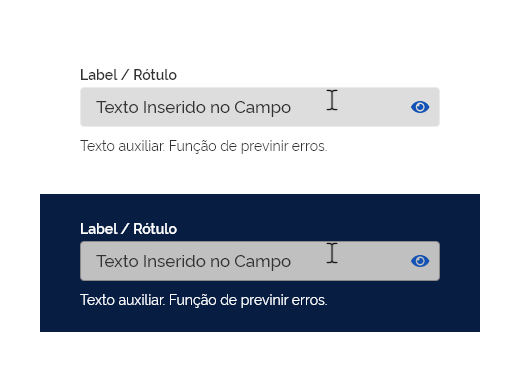 Label / Rótulo
Texto Inserido no Campo
Texto auxiliar. Função de previnir erros.
Label / Rótulo
Texto Inserido no Campo
Texto auxiliar. Função de previnir erros.